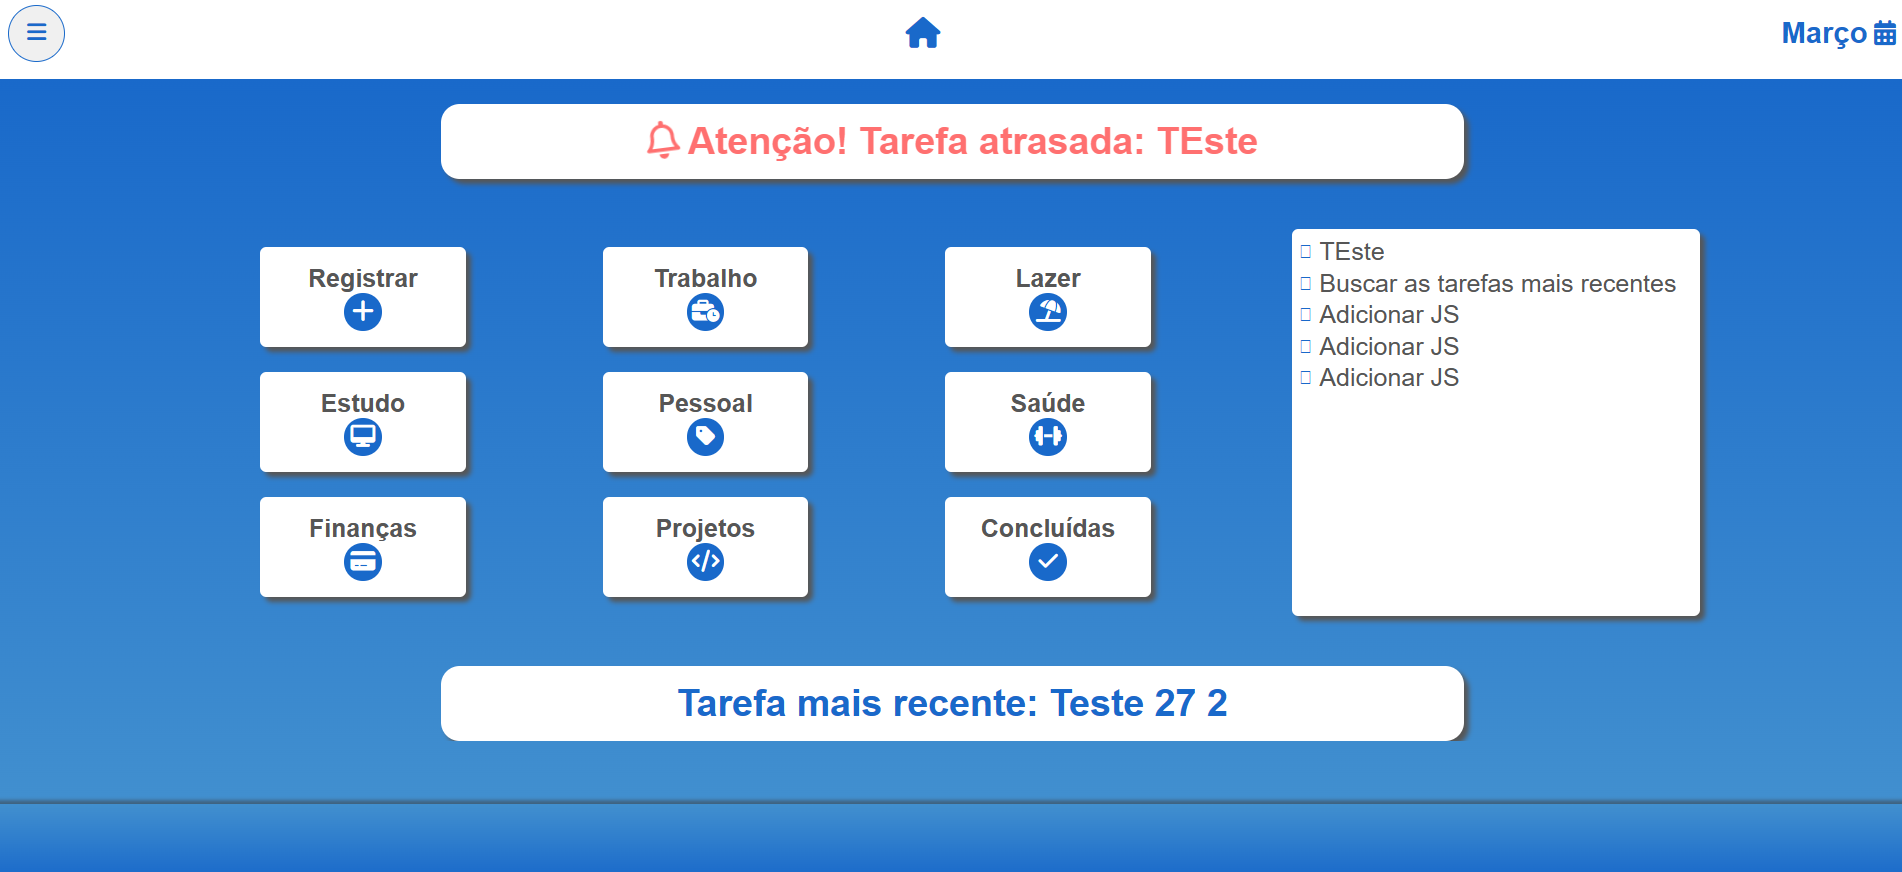 Março
Atenção! Tarefa atrasada: TEste
Registrar
Trabalho
Lazer
TEste
Buscar as tarefas mais recentes
Adicionar JS
Adicionar JS
Adicionar JS
Estudo
Pessoal
Saúde
Finanças
Projetos
Concluídas
Tarefa mais recente: Teste 27 2